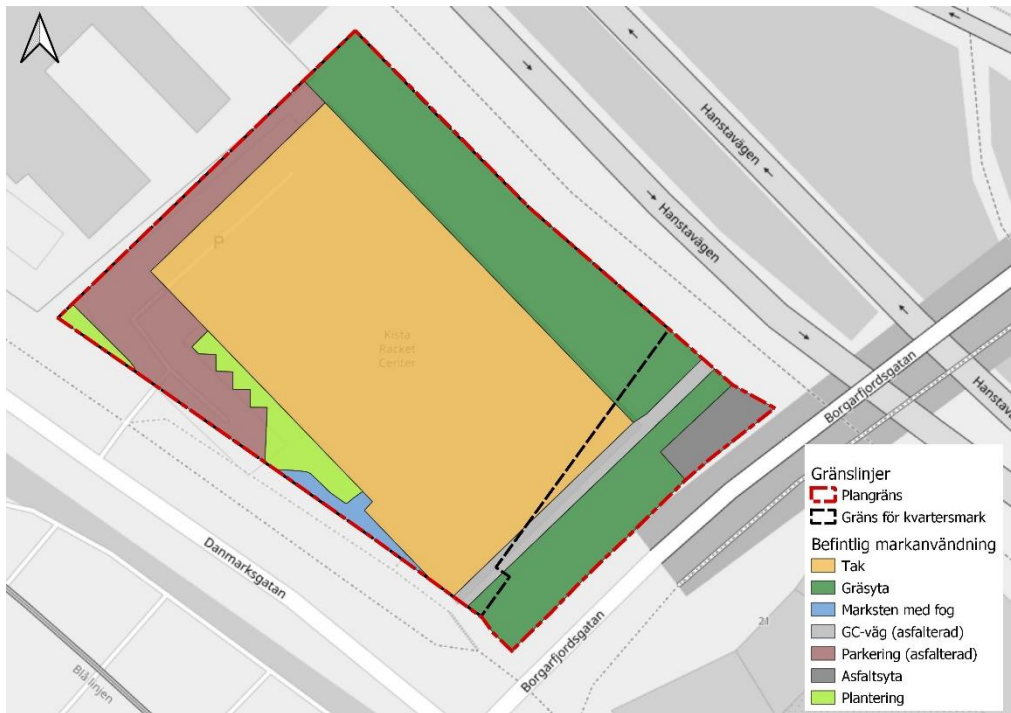 Hanstavägen
Hanstavägen
P
Kista
Racket
Center
Borgarfjordsgatan
Hanstavägen
Danmarksgatan
Borgarfjordsgatan
21
Blå linjen
Gränslinjer
Plangräns
Gräns för kvartersmark
Befintlig markanvändning
Tak
Gräsyta
Marksten med fog
GC-väg (asfalterad)
Parkering (asfalterad)
Asfaltsyta
Plantering